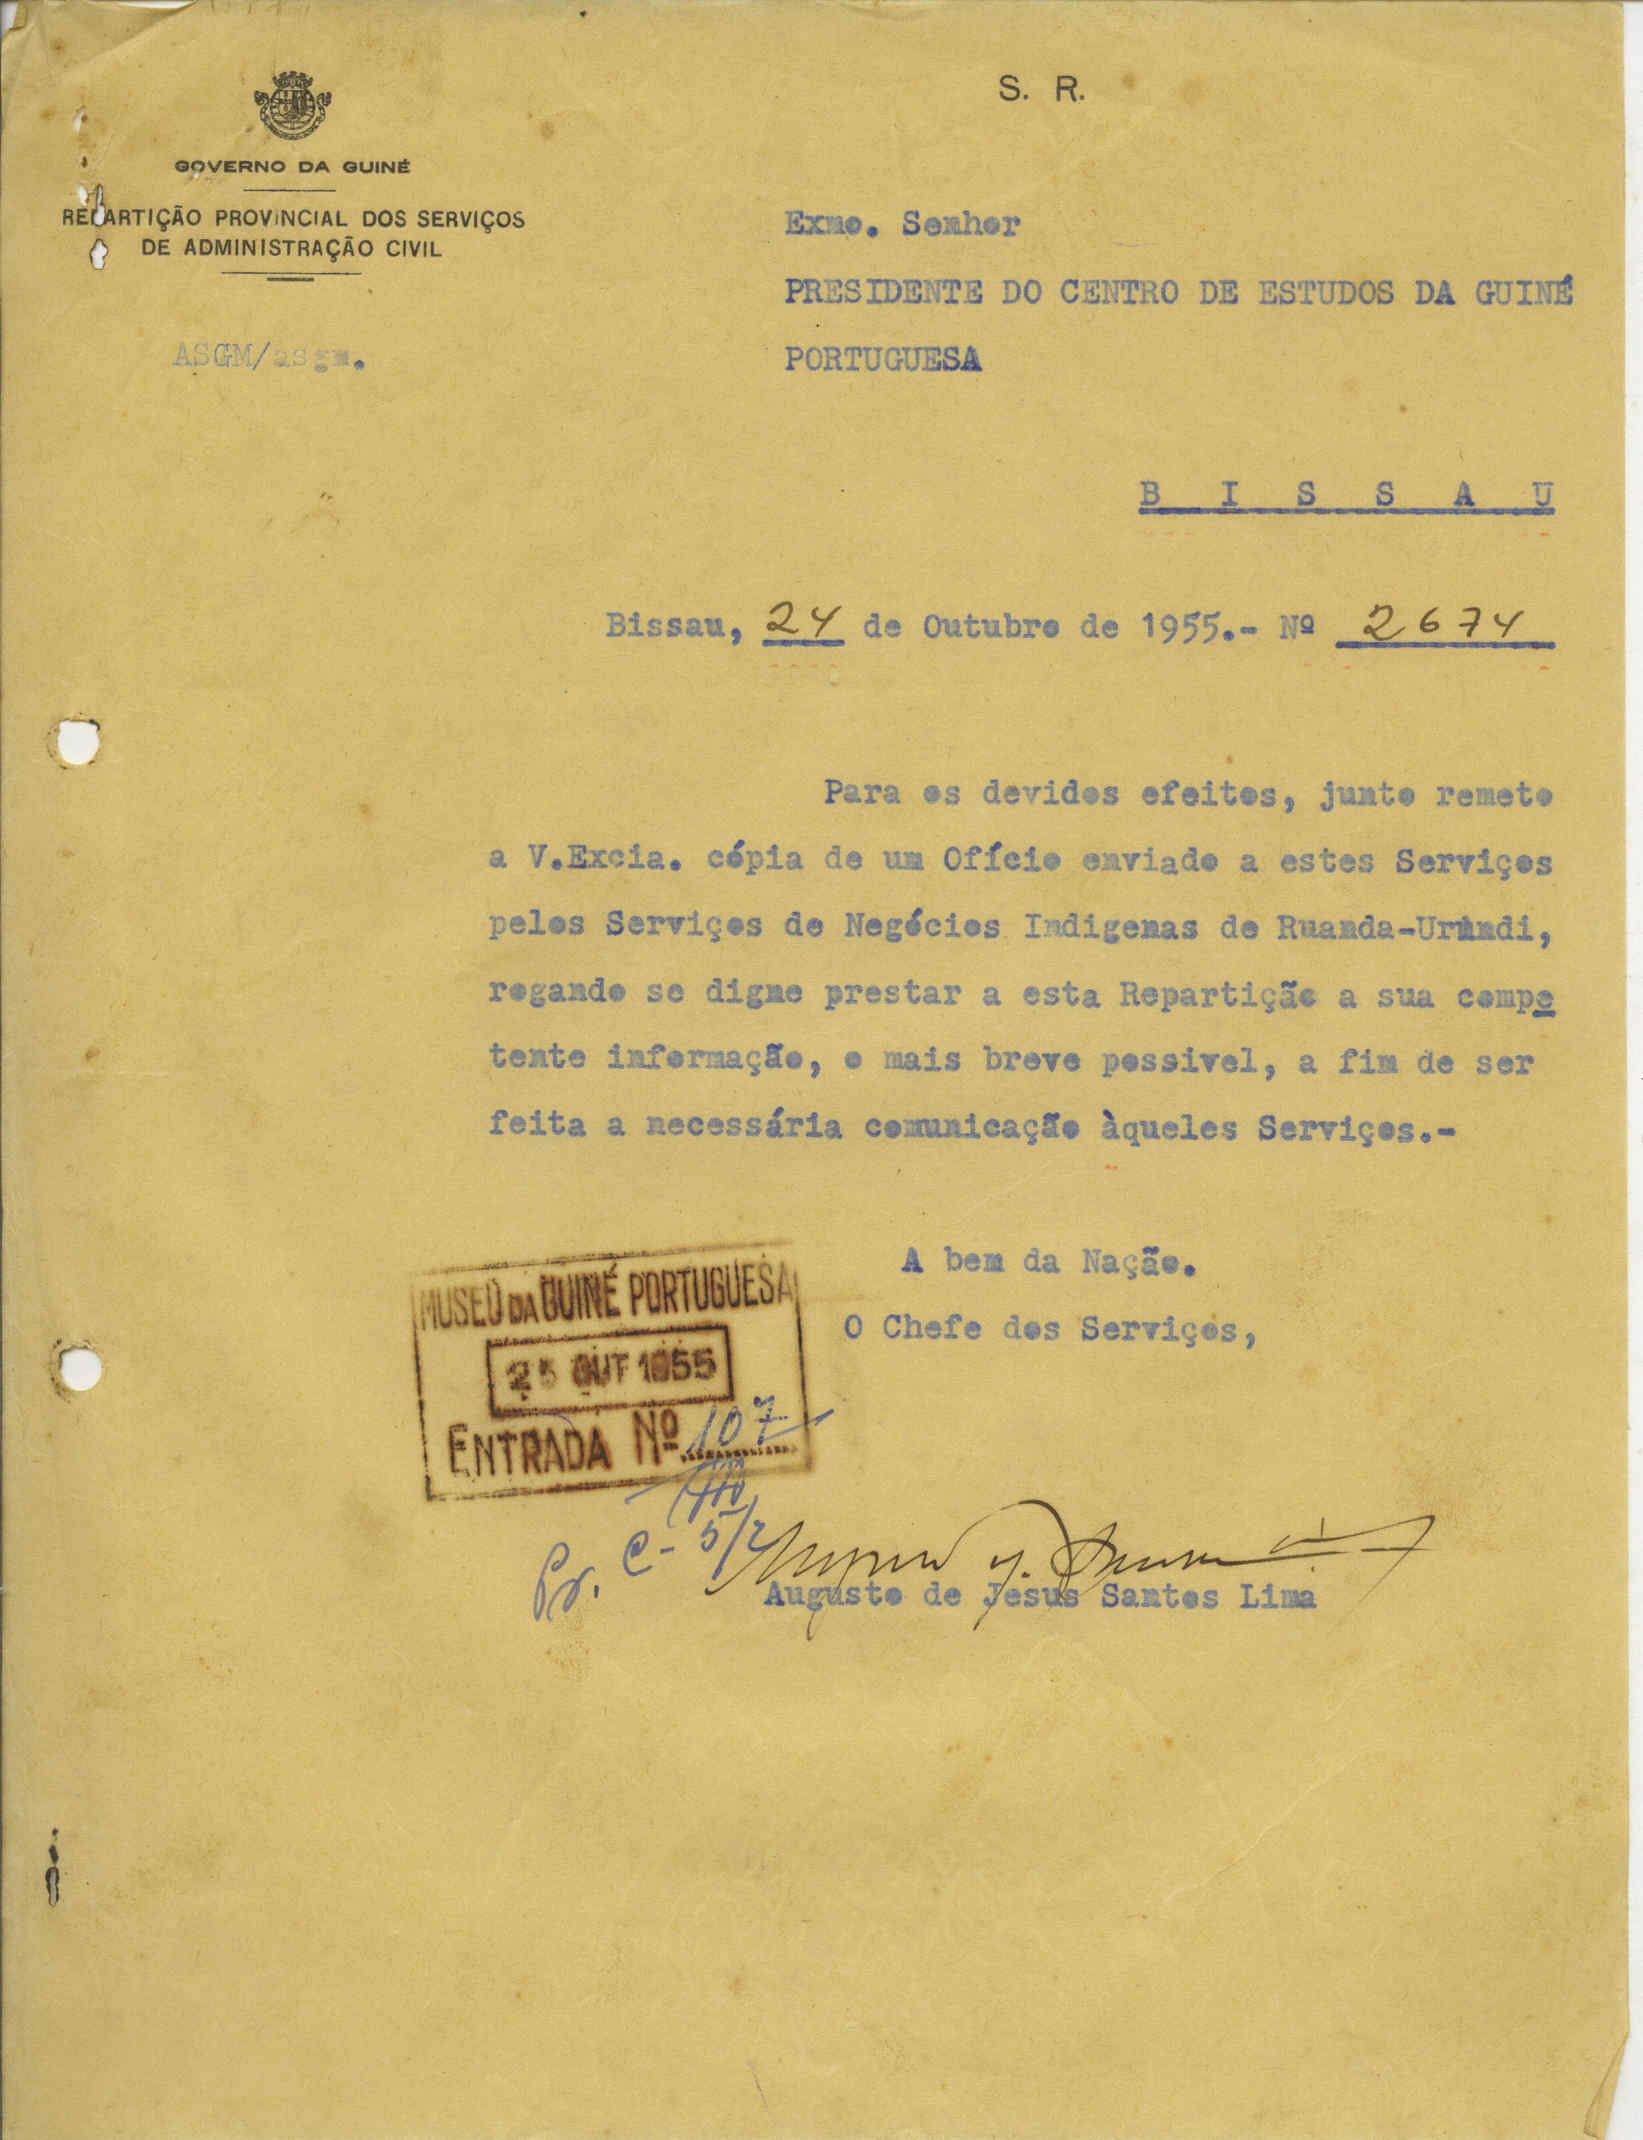 S. R.
GOVERNO DA GUINÉ
REPARTIÇÃO PROVINCIAL DOS SERVIÇOS
DE ADMINISTRAÇÃO CIVIL
ASGM/asgm.
Exmo. Senhor
PRESIDENTE DO CENTRO DE ESTUDOS DA GUINÉ
PORTUGUESA
B I S S A U
Bissau, 24 de Outubro de 1955.- Nº 2674
Para os devidos efeitos, junto remeto
a V.Excia. cópia de um Ofício enviado a estes Serviços
pelos Serviços de Negócios Indigenas de Ruanda-Urundi,
rogando se digne prestar a esta Repartição a sua compe
tente informação, o mais breve possivel, a fim de ser
feita a necessária comunicação àqueles Serviços.-
A bem da Nação.
O Chefe dos Serviços,
MUSEU DA GUINÉ PORTUGUESA
25 OUT 1955
ENTRADA Nº 107
Pr. C-5/2
Augusto de Jesus Santos Lima